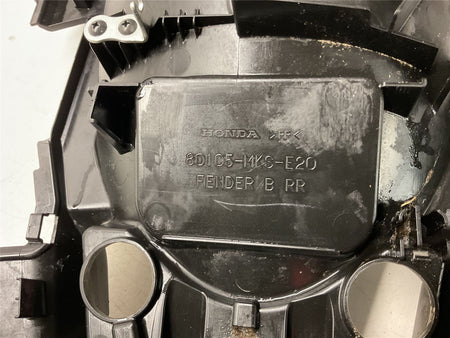 HONDA >PP<
80105-MKS-E20
FENDER B RR